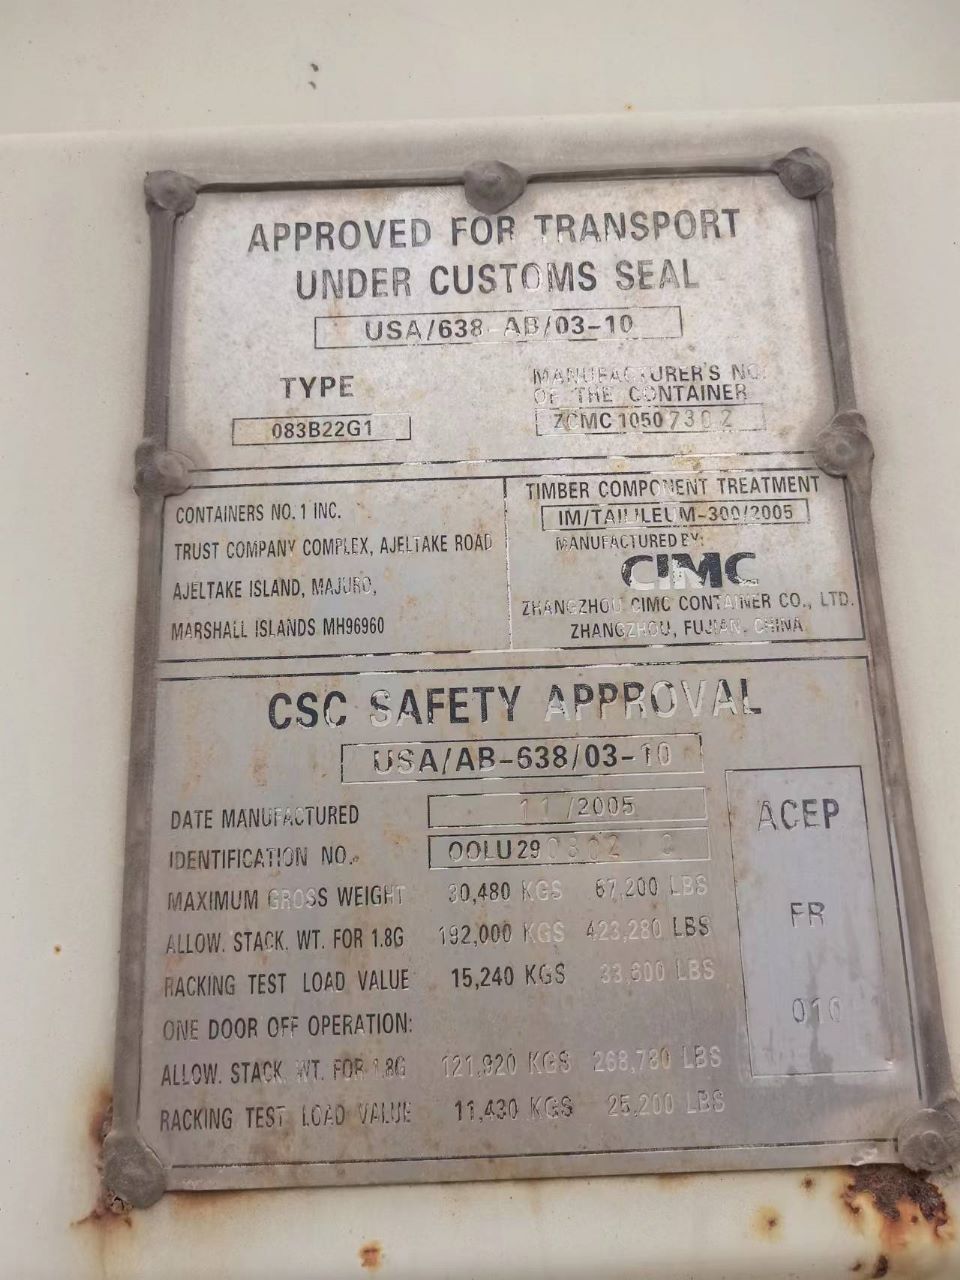 APPROVED FOR TRANSPORT
UNDER CUSTOMS SEAL
USA/638 AB/03-10
TYPE
083B22G1
MANUFACTURER'S NO.
OF THE CONTAINER
CONTAINERS NO.1 INC.
TRUST COMPANY COMPLEX, AJELTAKE ROAD
AJELTAKE ISLAND, MAJURO,
MARSHALL ISLANDS MH96960
TIMBER COMPONENT TREATMENT
MANUFACTURED BY:
CIMC
ZHANGZHOU CIMC CONTAINER CO., LTD.
ZHANGZHOU, FUJIAN, CHINA
CSC SAFETY APPROVAL
USA/AB-638/03-10
DATE MANUFACTURED 11/2005
IDENTIFICATION NO.
MAXIMUM GROSS WEIGHT 30,480 KGS 67,200 LBS
ALLOW. STACK. WT. FOR 1.8G 192,000 KGS 423,280 LBS
RACKING TEST LOAD VALUE 15,240 KGS 33,600 LBS
ONE DOOR OFF OPERATION:
ALLOW. STACK. WT. FOR 1.8G 121,920 KGS 268,780 LBS
RACKING TEST LOAD VALUE 11,430 KGS 25,200 LBS
ACEP
FR
010